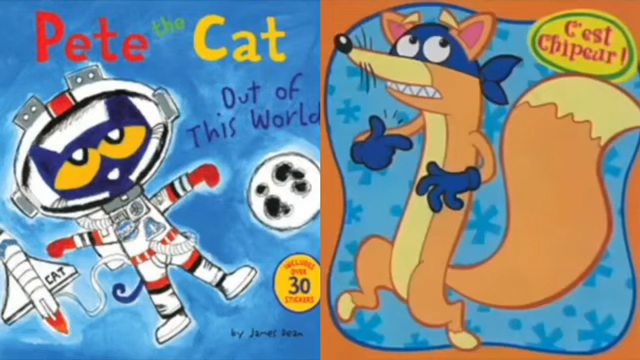 Pete the Cat
Out of
This World
CAT
INCLUDES
OVER
30
STICKERS
by James Dean
C'est
Chipeur!